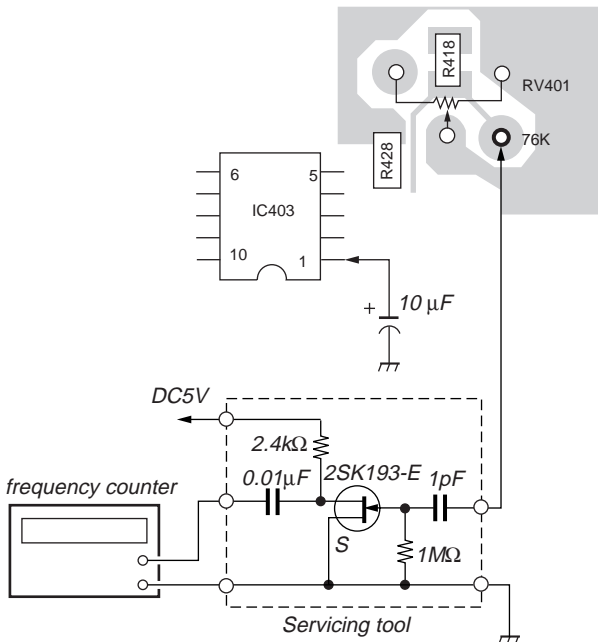 R418
RV401
76K
R428
6 5
IC403
10 1
+ 10 µF
DC5V
2.4kΩ
2SK193-E 1pF
0.01µF
frequency counter
S
1MΩ
Servicing tool